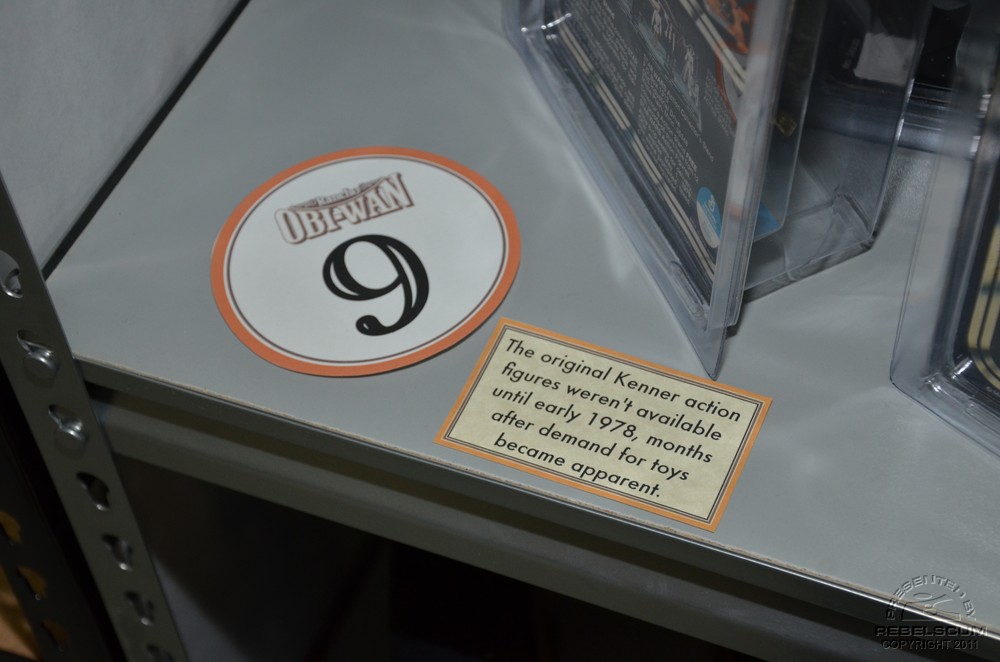 Rancho
OBI-WAN
9
The original Kenner action
figures weren't available
until early 1978, months
after demand for toys
became apparent.
PRESENTED BY
REBELSCUM
COPYRIGHT 2011